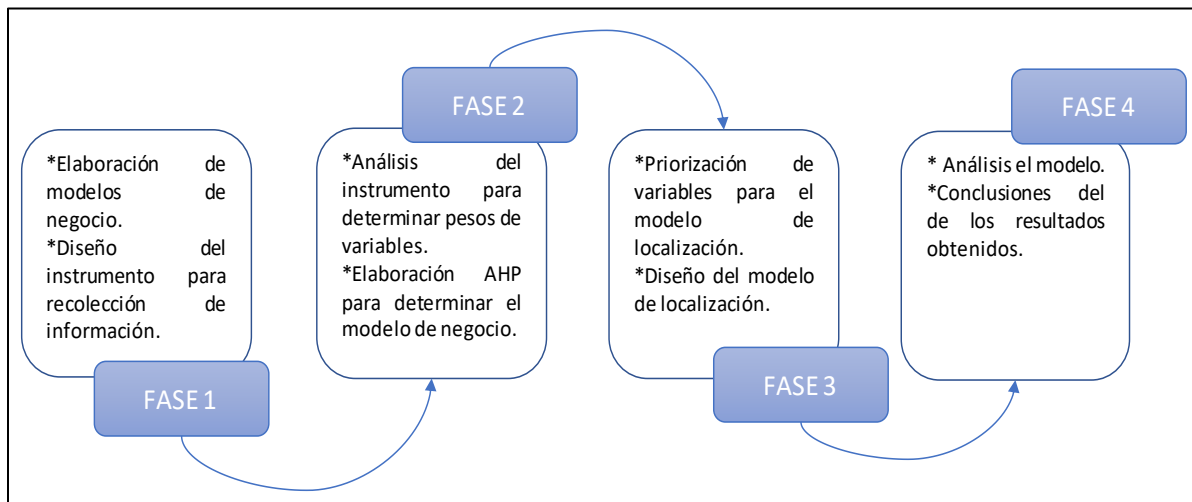 *Elaboración de
modelos de
negocio.
*Diseño del
instrumento para
recolección de
información.
FASE 1
FASE 2
*Análisis del
instrumento para
determinar pesos de
variables.
*Elaboración AHP
para determinar el
modelo de negocio.
*Priorización de
variables para el
modelo de
localización.
*Diseño del modelo
de localización.
FASE 3
FASE 4
* Análisis el modelo.
*Conclusiones del
de los resultados
obtenidos.